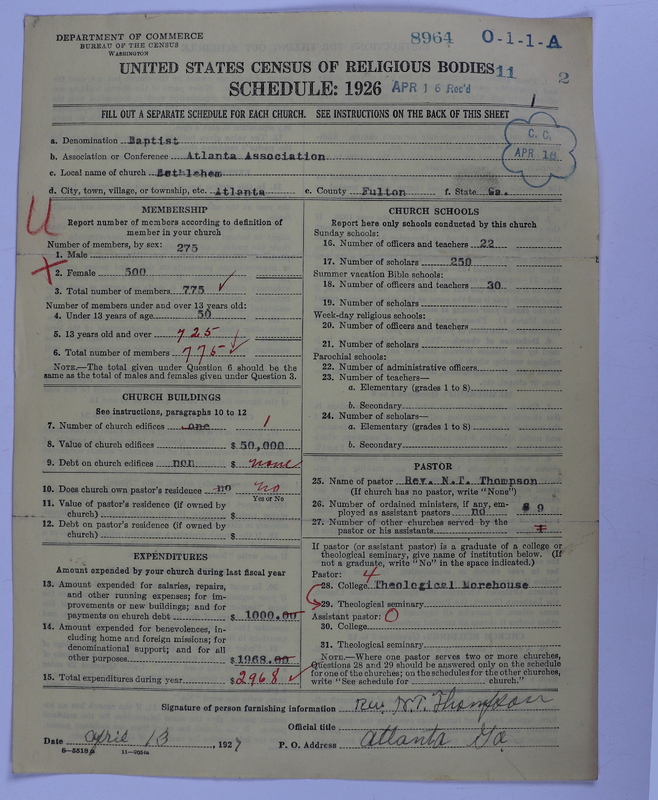 DEPARTMENT OF COMMERCE
BUREAU OF THE CENSUS
WASHINGTON
8964 O-1-1-A
UNITED STATES CENSUS OF RELIGIOUS BODIES 11 2
SCHEDULE: 1926 APR 16 Rec'd
1
FILL OUT A SEPARATE SCHEDULE FOR EACH CHURCH. SEE INSTRUCTIONS ON THE BACK OF THIS SHEET
C. C.
APR 18
a. Denomination Baptist
b. Association or Conference Atlanta Association
c. Local name of church Bethlehem
d. City, town, village, or township, etc. Atlanta e. County Fulton f. State Ga.
U
X
MEMBERSHIP
Report number of members according to definition of
member in your church
Number of members, by sex:
1. Male 275
2. Female 500
3. Total number of members 775 ✓
Number of members under and over 13 years old:
4. Under 13 years of age 50
5. 13 years old and over 725
6. Total number of members 775 ✓
NOTE.—The total given under Question 6 should be the
same as the total of males and females given under Question 3.
CHURCH BUILDINGS
See instructions, paragraphs 10 to 12
7. Number of church edifices one 1
8. Value of church edifices $ 50,000
9. Debt on church edifices non $ none
10. Does church own pastor's residence no No
Yes or No
11. Value of pastor's residence (if owned by
church) $
12. Debt on pastor's residence (if owned by
church) $
EXPENDITURES
Amount expended by your church during last fiscal year
13. Amount expended for salaries, repairs,
and other running expenses; for im-
provements or new buildings; and for
payments on church debt $ 1000.00
14. Amount expended for benevolences, in-
cluding home and foreign missions; for
denominational support; and for all
other purposes $ 1968.00
15. Total expenditures during year $2968 ✓
CHURCH SCHOOLS
Report here only schools conducted by this church
Sunday schools:
16. Number of officers and teachers 22
17. Number of scholars 250
Summer vacation Bible schools:
18. Number of officers and teachers 30
19. Number of scholars
Week-day religious schools:
20. Number of officers and teachers
21. Number of scholars
Parochial schools:
22. Number of administrative officers
23. Number of teachers—
a. Elementary (grades 1 to 8)
b. Secondary
24. Number of scholars—
a. Elementary (grades 1 to 8)
b. Secondary
PASTOR
25. Name of pastor Rev. N.T. Thompson
(If church has no pastor, write "None")
26. Number of ordained ministers, if any, em-
ployed as assistant pastors no 0
27. Number of other churches served by the
pastor or his assistants
If pastor (or assistant pastor) is a graduate of a college or
theological seminary, give name of institution below. (If
not a graduate, write "No" in the space indicated.)
Pastor: 4
28. College Theological Morehouse
29. Theological seminary
Assistant pastor: O
30. College
31. Theological seminary
NOTE.—Where one pastor serves two or more churches,
Questions 28 and 29 should be answered only on the schedule
for one of the churches; on the schedules for the other churches,
write "See schedule for church."
Signature of person furnishing information Rev. N.T. Thompson
Official title
Date April 13, 1927 P. O. Address Atlanta Ga.